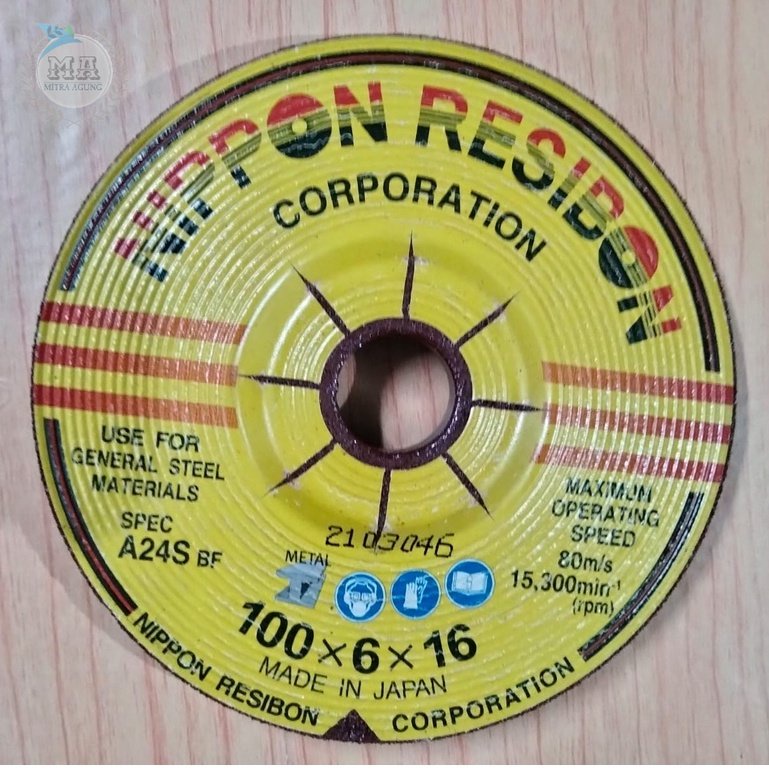 MA
MITRA AGUNG
NIPPON RESIBON
CORPORATION
USE FOR
GENERAL STEEL
MATERIALS
SPEC
A24S BF
MAXIMUM
OPERATING
SPEED
80m/s
15,300min⁻¹
(rpm)
2103046
METAL
100×6×16
MADE IN JAPAN
NIPPON RESIBON CORPORATION